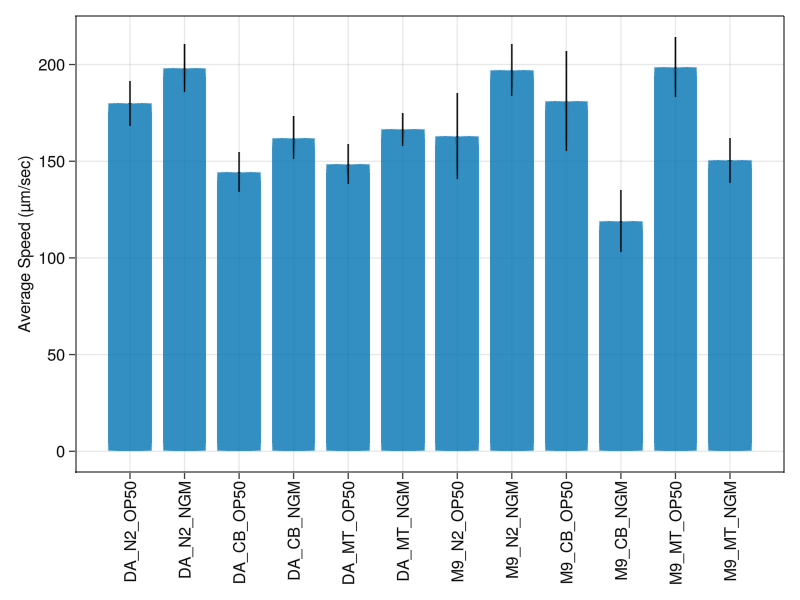 Average Speed (µm/sec)
200
150
100
50
0
DA_N2_OP50
DA_N2_NGM
DA_CB_OP50
DA_CB_NGM
DA_MT_OP50
DA_MT_NGM
M9_N2_OP50
M9_N2_NGM
M9_CB_OP50
M9_CB_NGM
M9_MT_OP50
M9_MT_NGM